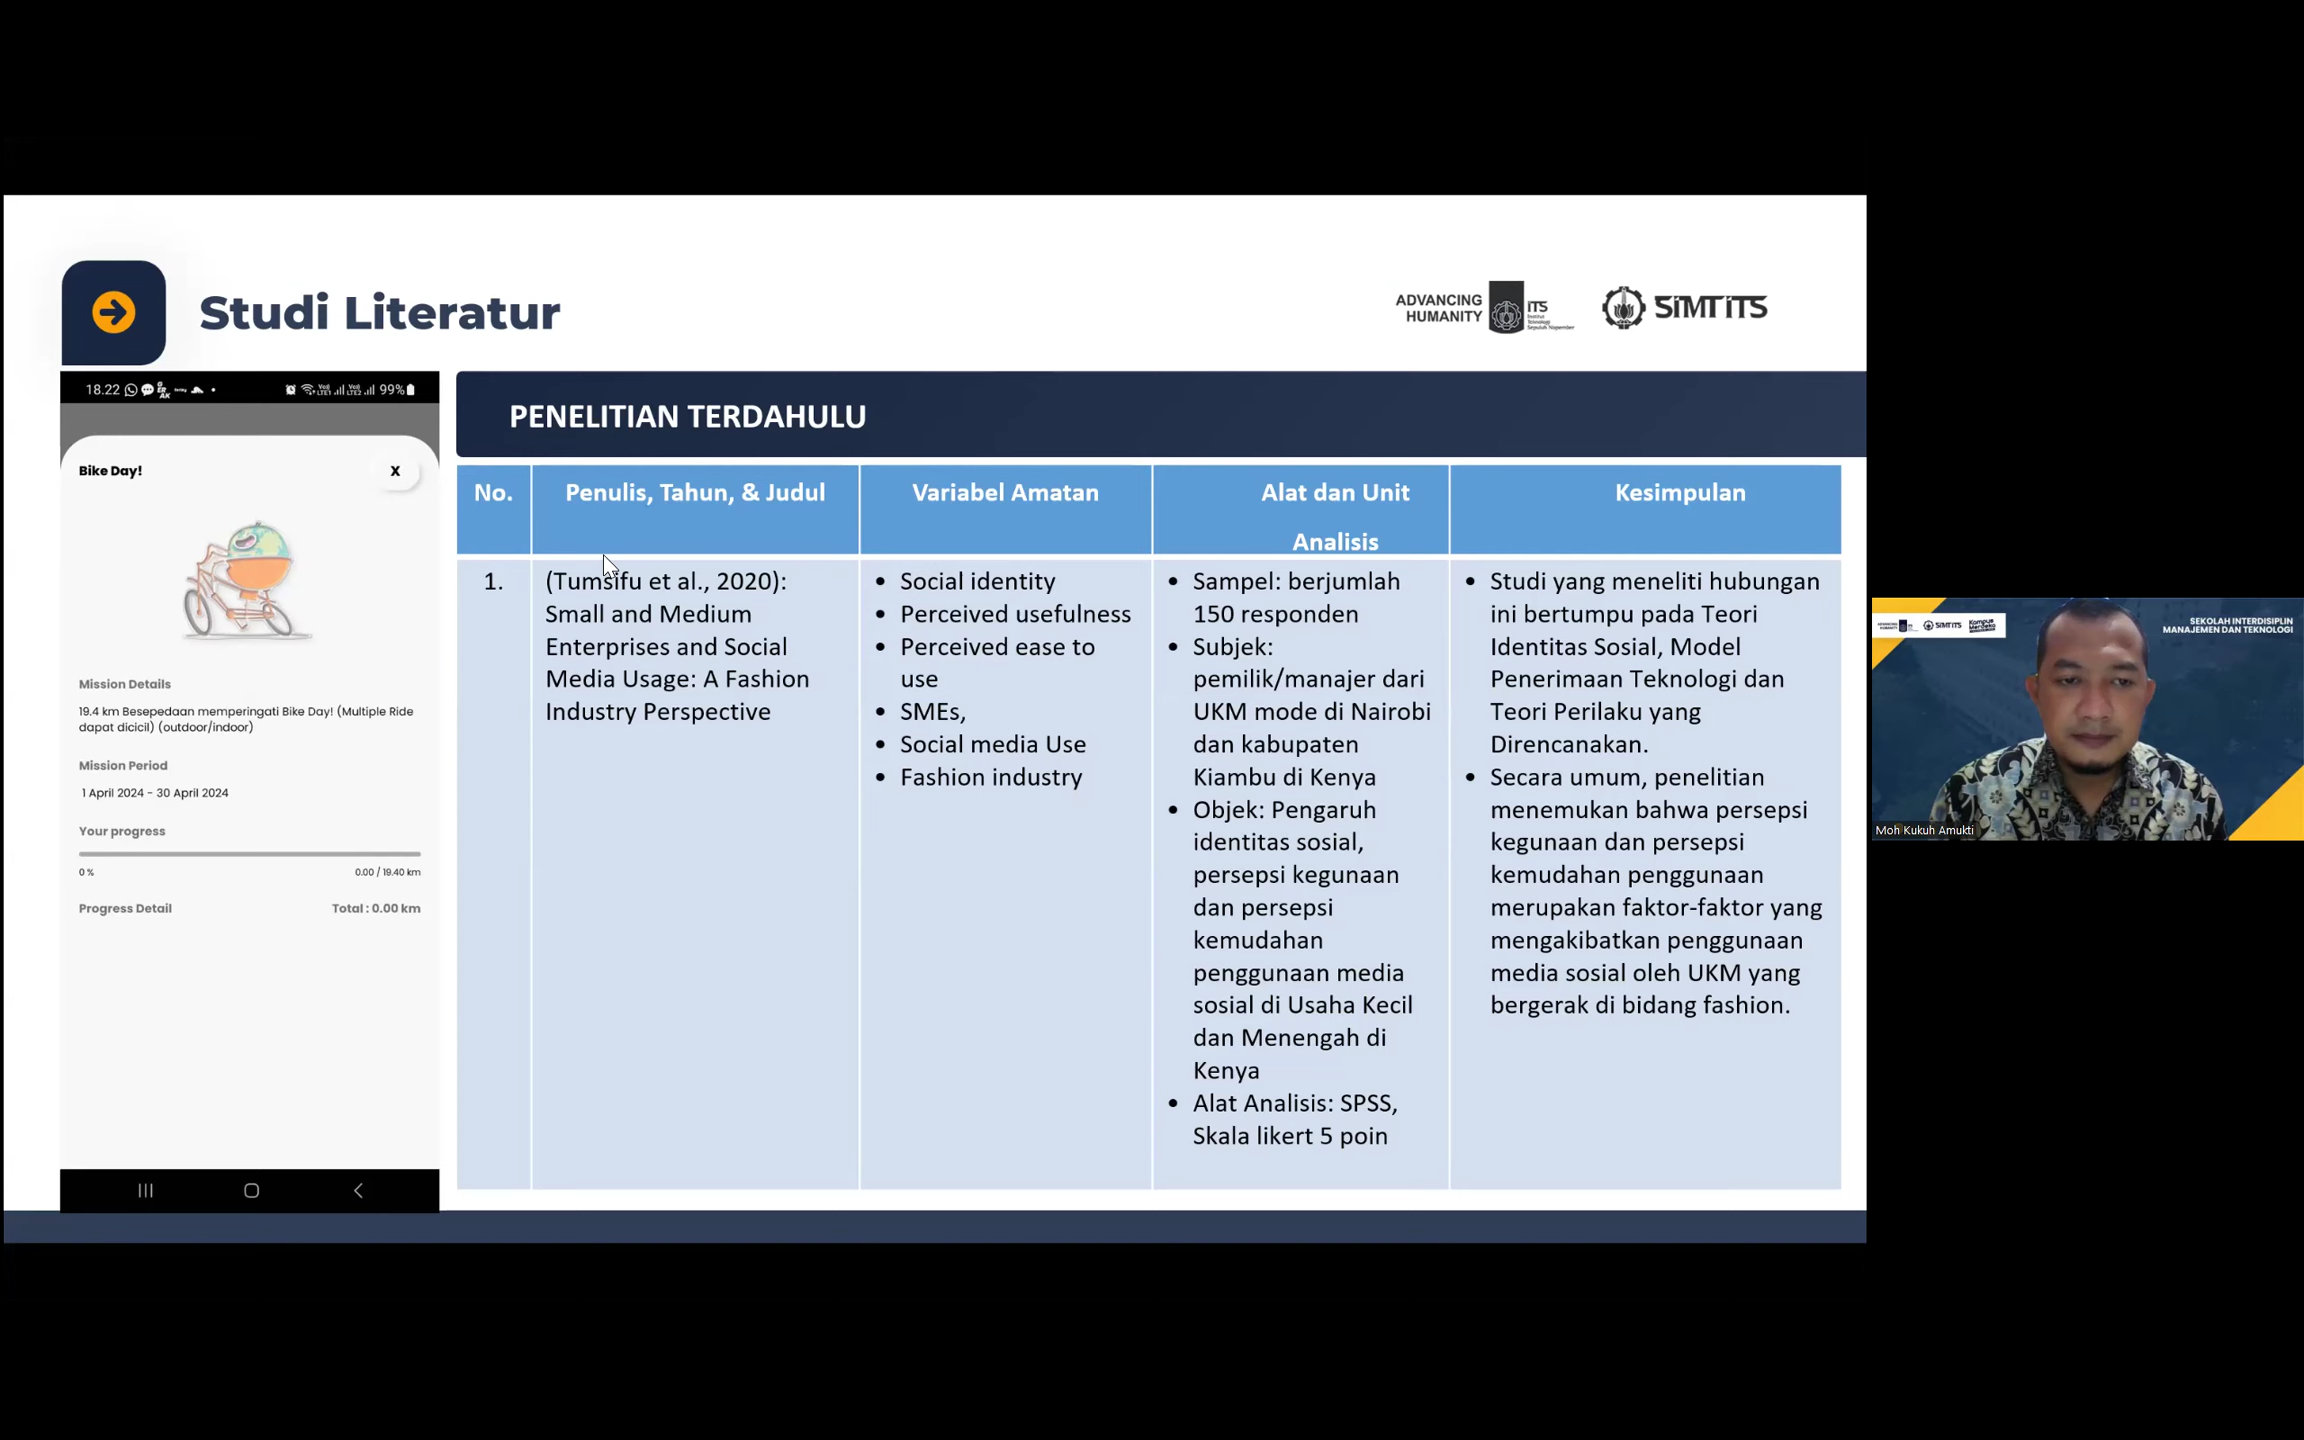 Studi Literatur
ADVANCING
HUMANITY
ITS
Institut
Teknologi
Sepuluh Nopember
SIMT ITS
18.22
99%
Bike Day!
X
Mission Details
19.4 km Besepedaan memperingati Bike Day! (Multiple Ride
dapat dicicil) (outdoor/indoor)
Mission Period
1 April 2024 - 30 April 2024
Your progress
0 %
0.00 / 19.40 km
Progress Detail
Total : 0.00 km
PENELITIAN TERDAHULU
No.
Penulis, Tahun, & Judul
Variabel Amatan
Alat dan Unit
Analisis
Kesimpulan
1.
(Tumsifu et al., 2020):
Small and Medium
Enterprises and Social
Media Usage: A Fashion
Industry Perspective
• Social identity
• Perceived usefulness
• Perceived ease to
use
• SMEs,
• Social media Use
• Fashion industry
• Sampel: berjumlah
150 responden
• Subjek:
pemilik/manajer dari
UKM mode di Nairobi
dan kabupaten
Kiambu di Kenya
• Objek: Pengaruh
identitas sosial,
persepsi kegunaan
dan persepsi
kemudahan
penggunaan media
sosial di Usaha Kecil
dan Menengah di
Kenya
• Alat Analisis: SPSS,
Skala likert 5 poin
• Studi yang meneliti hubungan
ini bertumpu pada Teori
Identitas Sosial, Model
Penerimaan Teknologi dan
Teori Perilaku yang
Direncanakan.
• Secara umum, penelitian
menemukan bahwa persepsi
kegunaan dan persepsi
kemudahan penggunaan
merupakan faktor-faktor yang
mengakibatkan penggunaan
media sosial oleh UKM yang
bergerak di bidang fashion.
SIMT ITS
Kampus
Merdeka
SEKOLAH INTERDISIPLIN
MANAJEMEN DAN TEKNOLOGI
Moh Kukuh Amukti